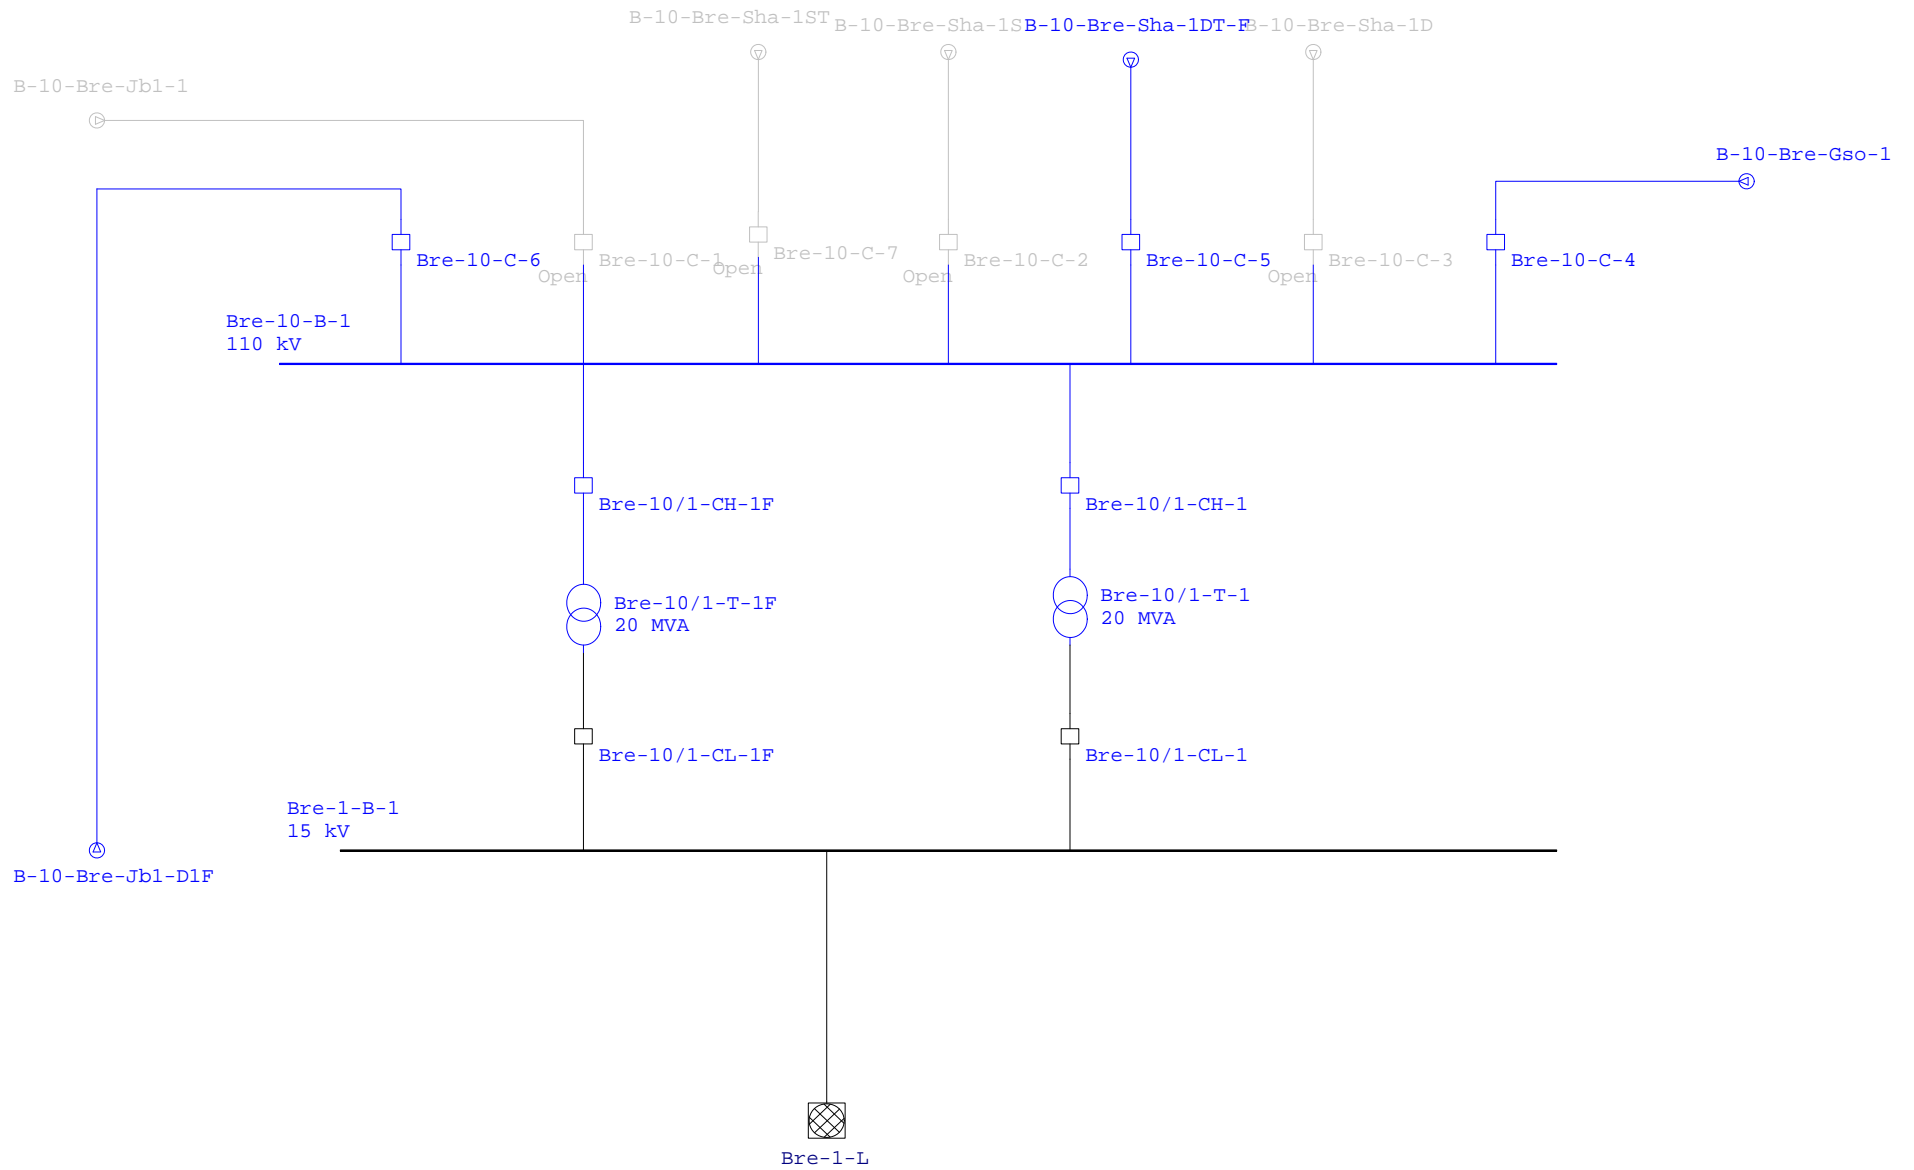 B-10-Bre-Sha-1ST
B-10-Bre-Sha-1S
B-10-Bre-Sha-1DT-F
B-10-Bre-Sha-1D
B-10-Bre-Jb1-1
B-10-Bre-Gso-1
Bre-10-C-6
Bre-10-C-1
Open
Bre-10-C-7
Open
Bre-10-C-2
Open
Bre-10-C-5
Bre-10-C-3
Open
Bre-10-C-4
Bre-10-B-1
110 kV
Bre-10/1-CH-1F
Bre-10/1-CH-1
Bre-10/1-T-1F
20 MVA
Bre-10/1-T-1
20 MVA
Bre-10/1-CL-1F
Bre-10/1-CL-1
Bre-1-B-1
15 kV
B-10-Bre-Jb1-D1F
Bre-1-L